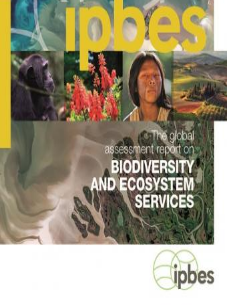 ipbes
The global
assessment report on
BIODIVERSITY
AND ECOSYSTEM
SERVICES
ipbes